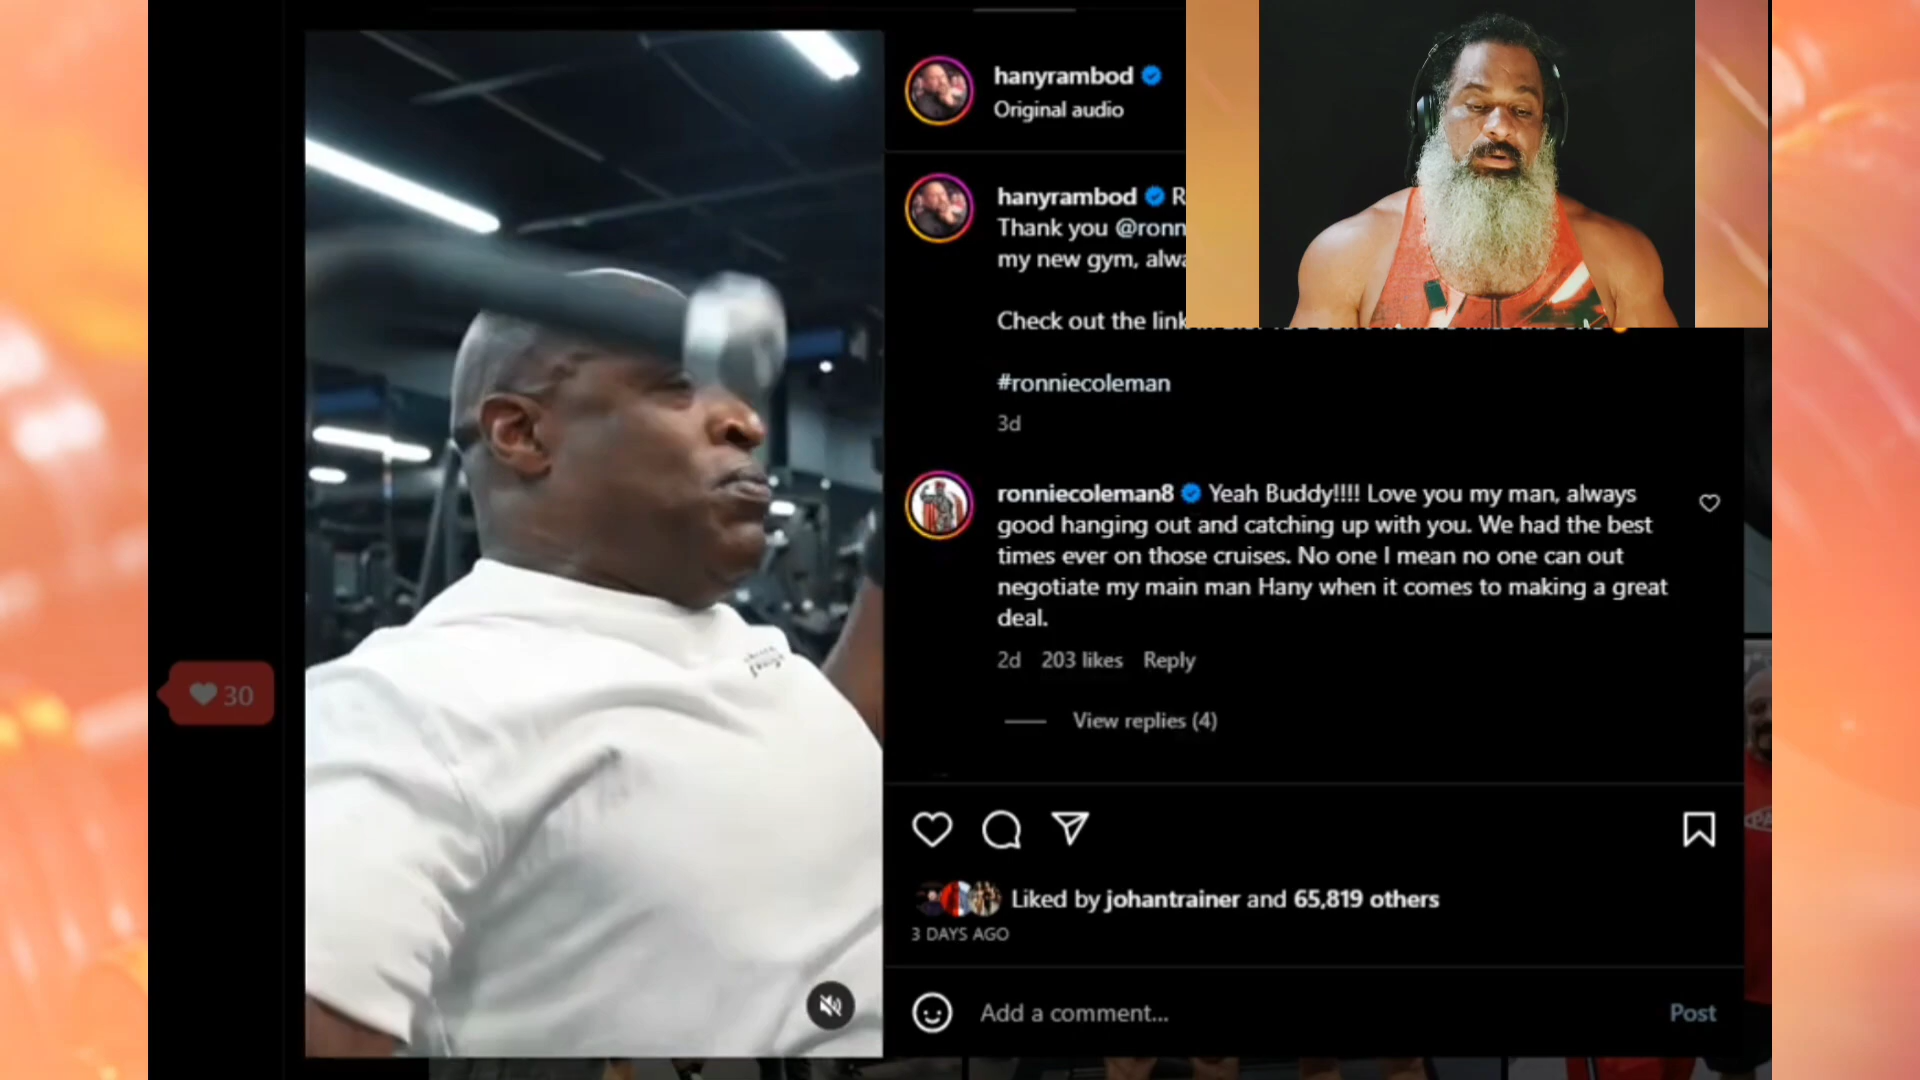 hanyrambod
Original audio
hanyrambod R
Thank you @ronn
my new gym, alwa
Check out the link
#ronniecoleman
3d
ronniecoleman8 Yeah Buddy!!!! Love you my man, always
good hanging out and catching up with you. We had the best
times ever on those cruises. No one I mean no one can out
negotiate my main man Hany when it comes to making a great
deal.
2d 203 likes Reply
View replies (4)
30
Liked by johantrainer and 65,819 others
3 DAYS AGO
Add a comment...
Post